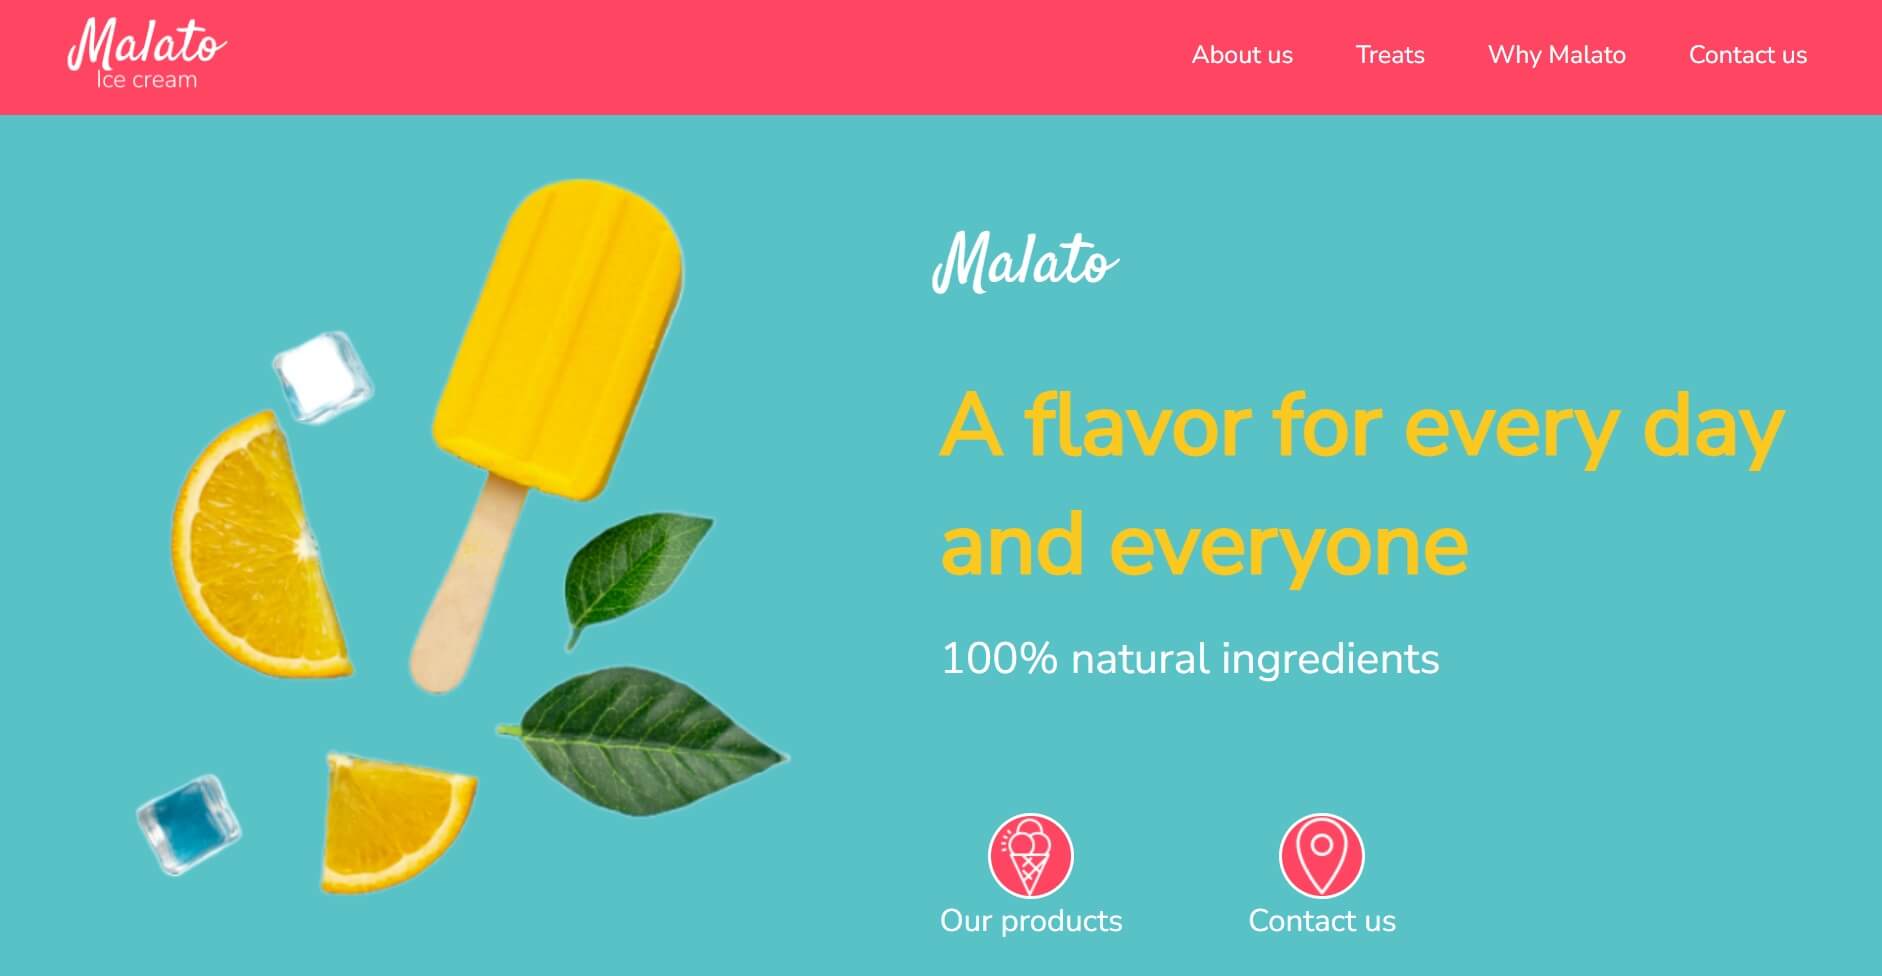 Malato
Ice cream
About us
Treats
Why Malato
Contact us
Malato
A flavor for every day
and everyone
100% natural ingredients
Our products
Contact us